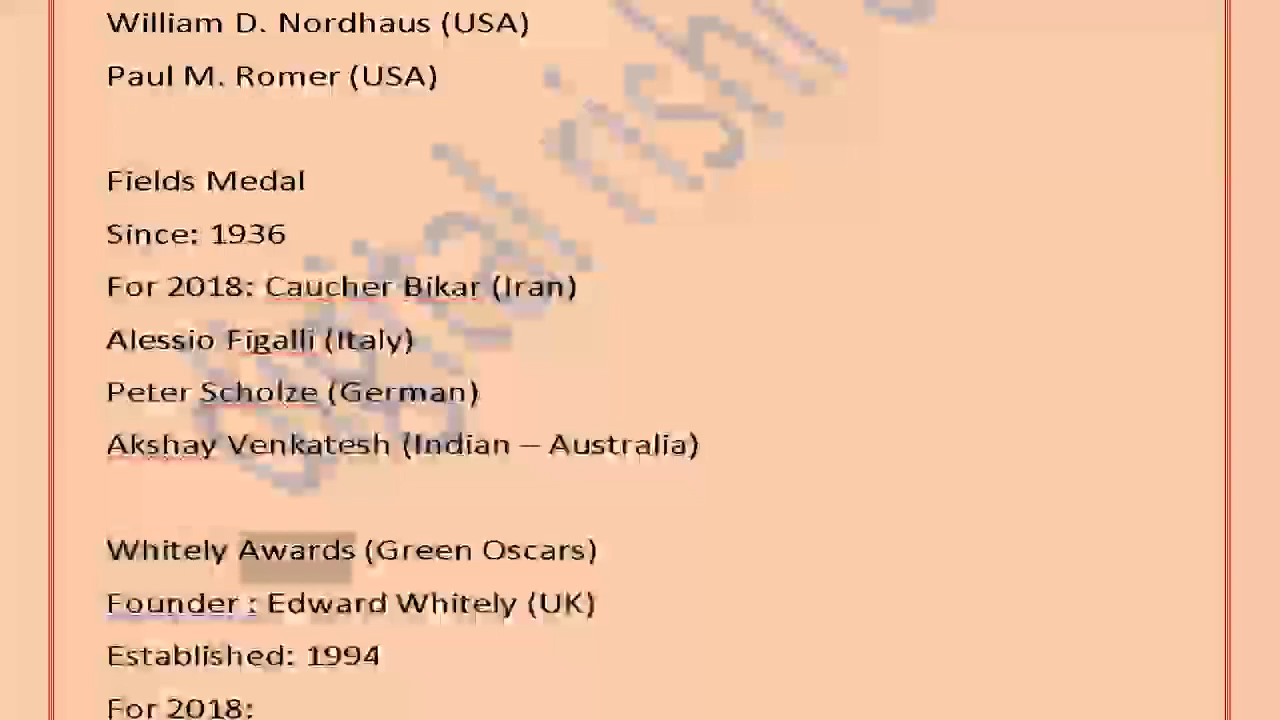 William D. Nordhaus (USA)
Paul M. Romer (USA)
Fields Medal
Since: 1936
For 2018: Caucher Bikar (Iran)
Alessio Figalli (Italy)
Peter Scholze (German)
Akshay Venkatesh (Indian – Australia)
Whitely Awards (Green Oscars)
Founder : Edward Whitely (UK)
Established: 1994
For 2018: